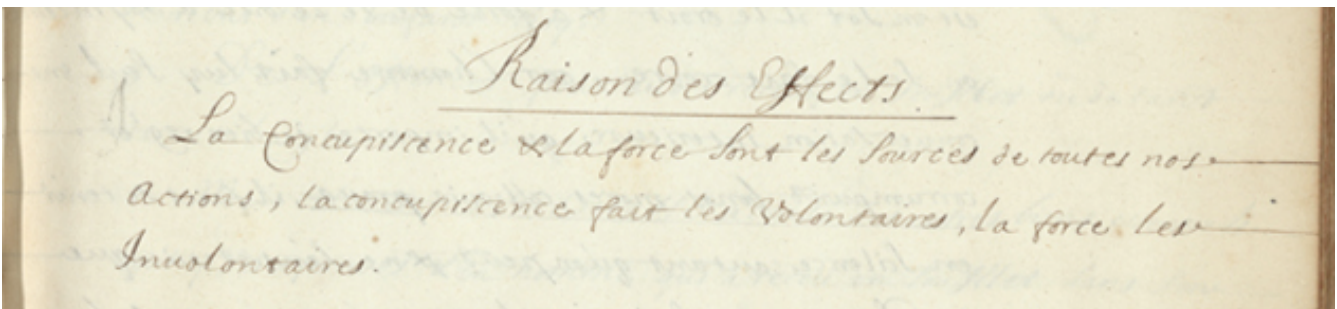 Raison des Effects.
La Concupiscence & la force sont les sources de toutes nos
Actions, la concupiscence fait les Volontaires, la force les
Inuolontaires.